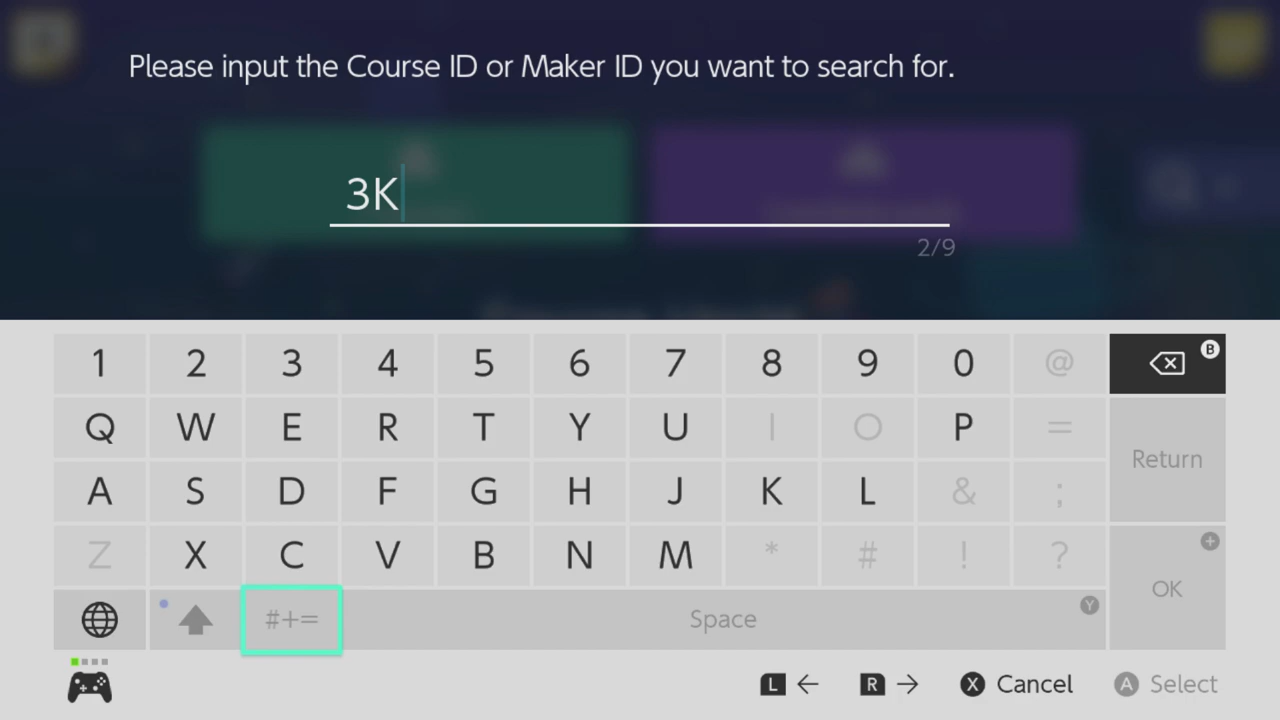 Please input the Course ID or Maker ID you want to search for.
3K
2/9
1 2 3 4 5 6 7 8 9 0 @ B
Q W E R T Y U I O P =
Return
A S D F G H J K L & ;
Z X C V B N M * # ! ?
OK
#+= Space Y
L ← R → X Cancel A Select